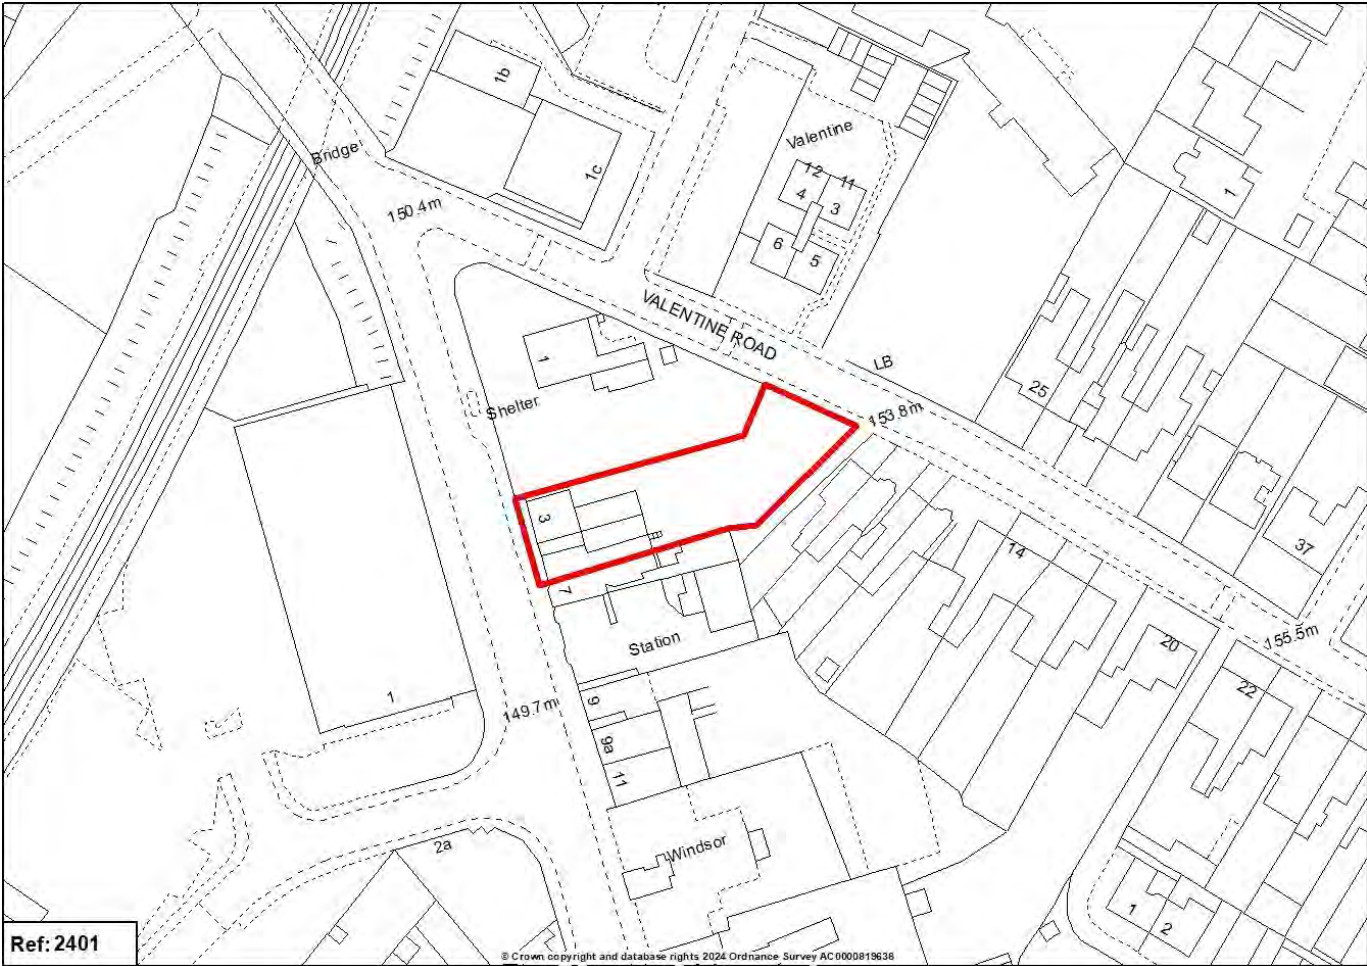 1b
Bridge
1c
Valentine
12
11
4
3
1
150.4m
6
5
VALENTINE ROAD
1
LB
25
Shelter
153.8m
3
14
37
7
Station
20
155.5m
1
9
22
149.7m
9a
11
2a
Windsor
1
2
Ref: 2401
© Crown copyright and database rights 2024 Ordnance Survey AC0000819636